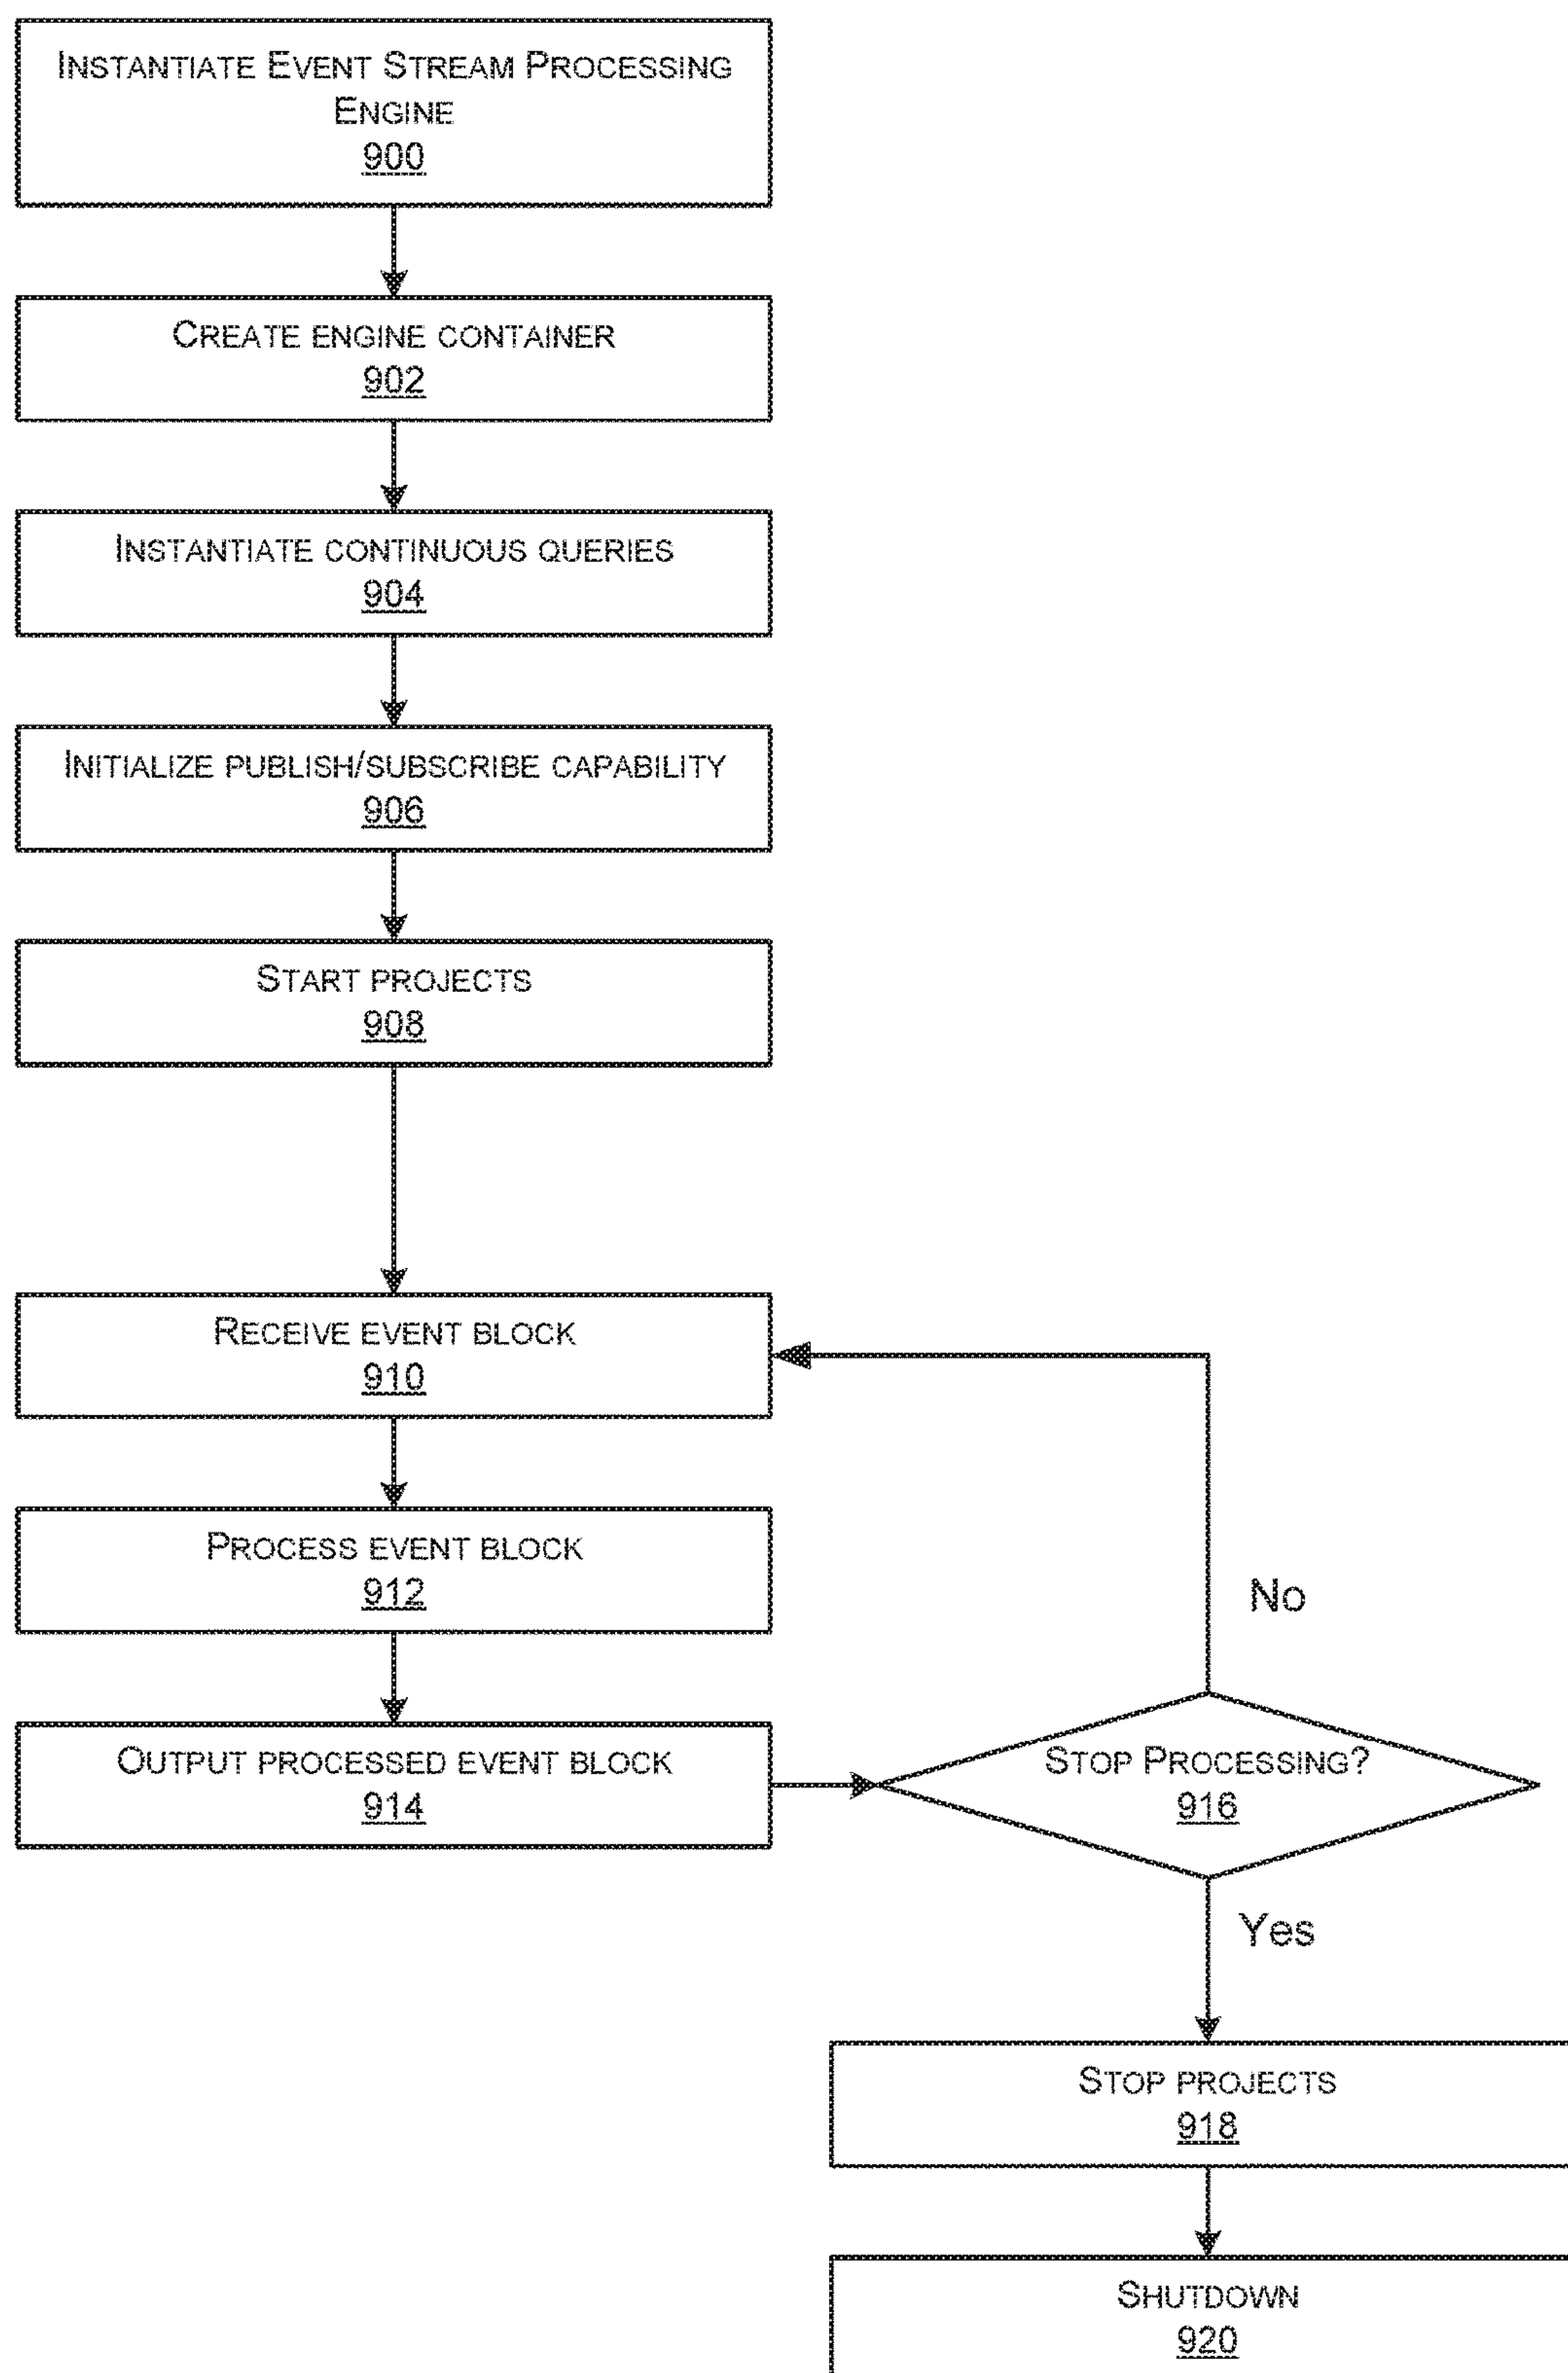 INSTANTIATE EVENT STREAM PROCESSING
ENGINE
900
CREATE ENGINE CONTAINER
902
INSTANTIATE CONTINUOUS QUERIES
904
INITIALIZE PUBLISH/SUBSCRIBE CAPABILITY
906
START PROJECTS
908
RECEIVE EVENT BLOCK
910
PROCESS EVENT BLOCK
912
OUTPUT PROCESSED EVENT BLOCK
914
STOP PROCESSING?
916
No
Yes
STOP PROJECTS
918
SHUTDOWN
920